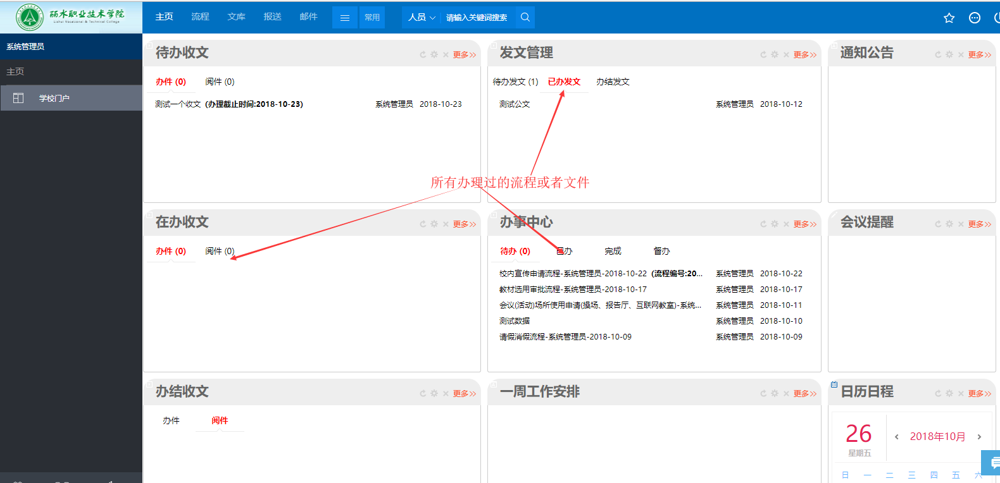 丽水职业技术学院
Lishui Vocational & Technical College
主页 流程 文库 报送 邮件 常用 人员 请输入关键词搜索
系统管理员
主页
学校门户
待办收文 更多>>
办件 (0) 阅件 (0)
测试一个收文 (办理截止时间:2018-10-23) 系统管理员 2018-10-23
发文管理 更多>>
待办发文 (1) 已办发文 办结发文
测试公文 系统管理员 2018-10-12
通知公告 更多>>
所有办理过的流程或者文件
在办收文 更多>>
办件 (0) 阅件 (0)
办事中心 更多>>
待办 (0) 已办 完成 督办
校内宣传申请流程-系统管理员-2018-10-22 (流程编号:20... 系统管理员 2018-10-22
教材选用审批流程-系统管理员-2018-10-17 系统管理员 2018-10-17
会议(活动)场所使用申请(操场、报告厅、互联网教室)-系统... 系统管理员 2018-10-11
测试数据 系统管理员 2018-10-10
请假消假流程-系统管理员-2018-10-09 系统管理员 2018-10-09
会议提醒 更多>>
办结收文 更多>>
办件 阅件
一周工作安排 更多>>
日历日程 更多>>
26
星期五
2018年10月
日 一 二 三 四 五 六